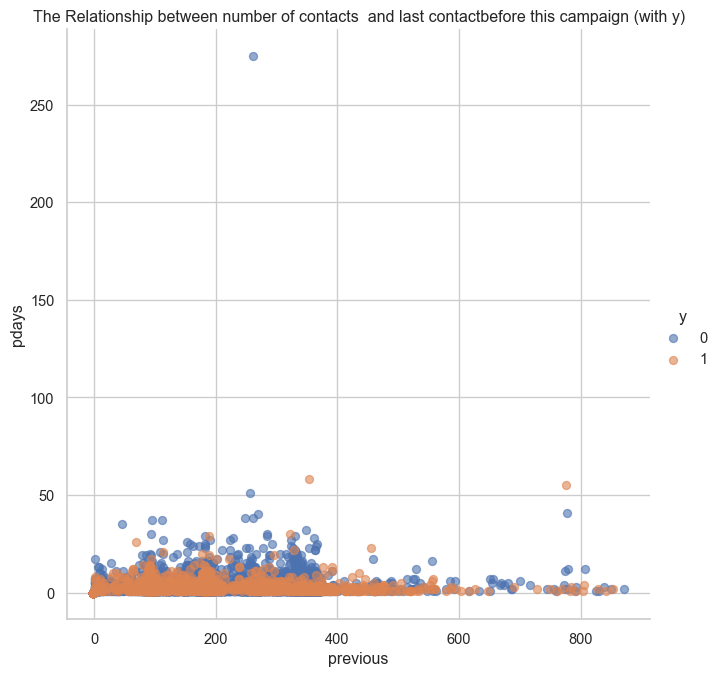 The Relationship between number of contacts  and last contactbefore this campaign (with y)
250
200
150
100
50
0
pdays
0 200 400 600 800
previous
y
0
1